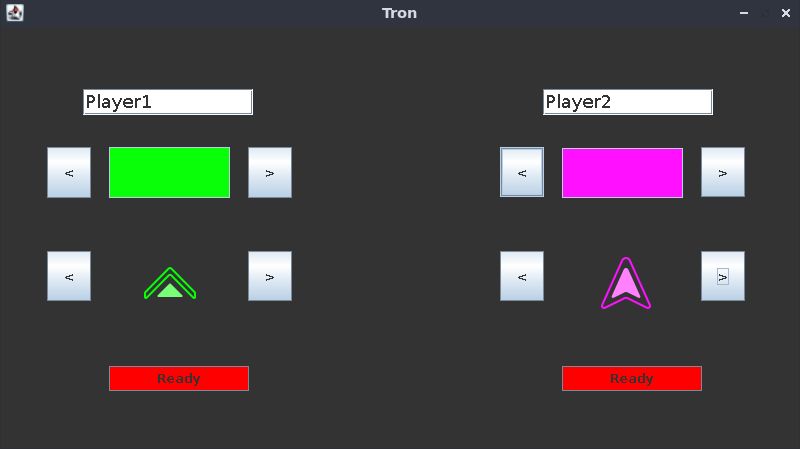 Tron
Player1
Player2
< > < >
< > < >
Ready
Ready